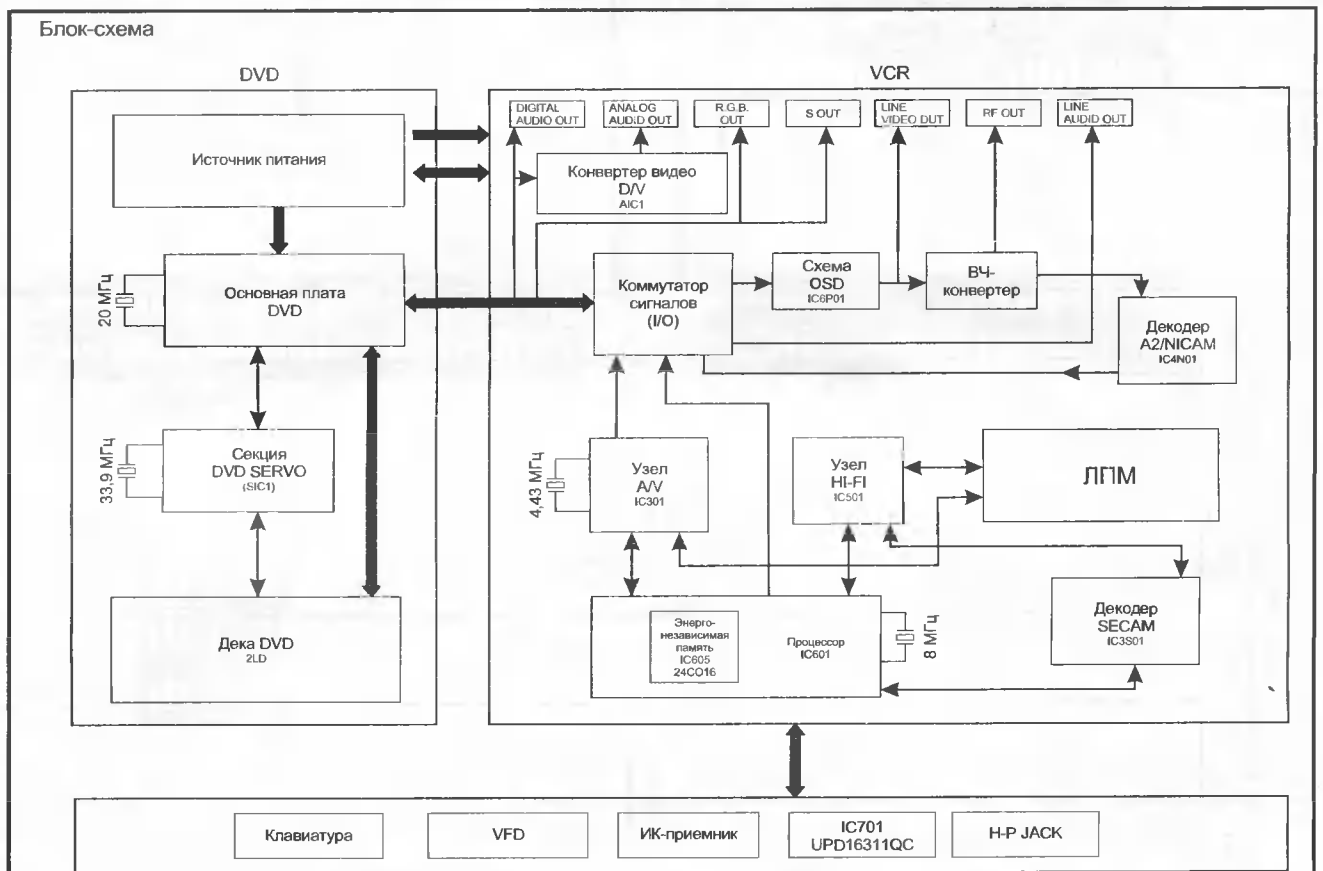 Блок-схема
DVD
VCR
DIGITAL
AUDIO OUT
ANALOG
AUDIO OUT
R.G.B.
OUT
S OUT
LINE
VIDEO DUT
RF OUT
LINE
AUDID OUT
Источник питания
Конввртер видео
D/V
AIC1
20 МГц
Основная плата
DVD
Коммутатор
сигналов
(I/O)
Схема
OSD
IC6P01
ВЧ-
конвертер
Декодер
A2/NICAM
IC4N01
33,9 МГц
Секция
DVD SERVO
(SIC1)
4,43 МГц
Узел
A/V
IC301
Узел
HI-FI
IC501
ЛПМ
Дека DVD
2LD
Энерго-
независимая
память
IC605
24CO16
Процессор
IC601
8 МГц
Декодер
SECAM
IC3S01
Клавиатура
VFD
ИК-приемник
IC701
UPD16311QC
H-P JACK